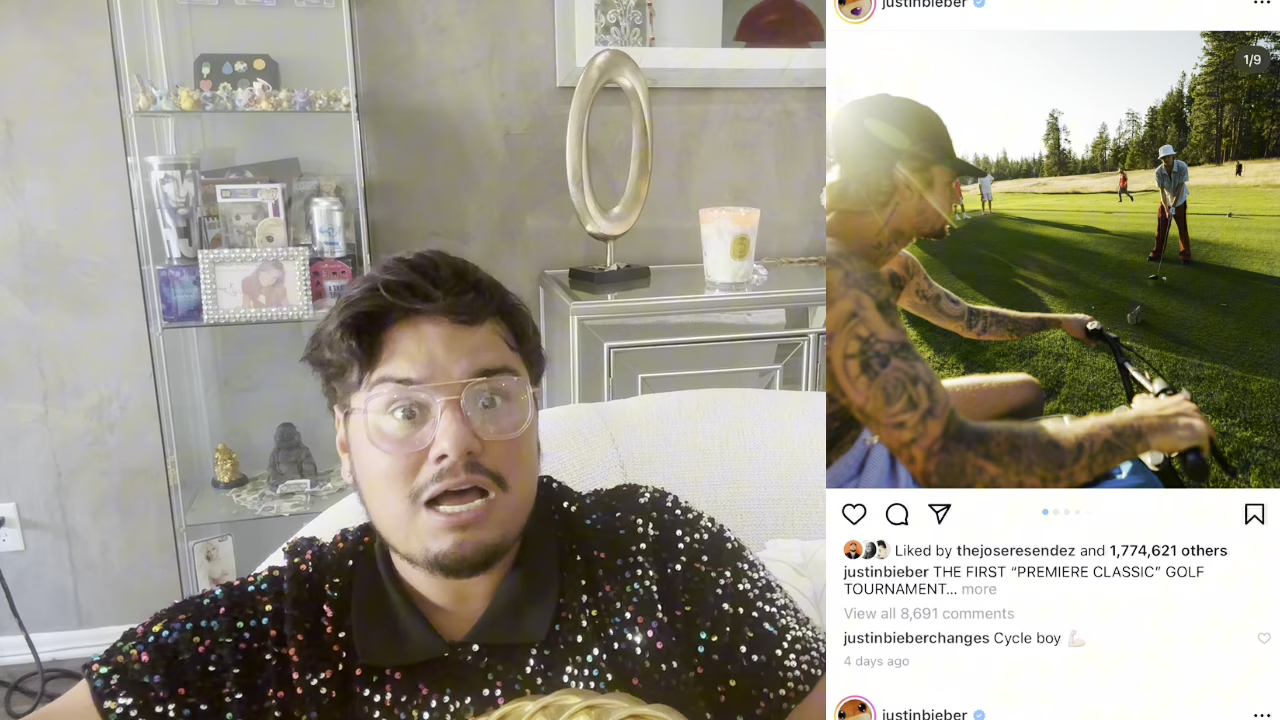 justinbieber
1/9
Liked by thejoseresendez and 1,774,621 others
justinbieber THE FIRST “PREMIERE CLASSIC” GOLF
TOURNAMENT... more
View all 8,691 comments
justinbieberchanges Cycle boy 💪🏻
4 days ago
justinbieber